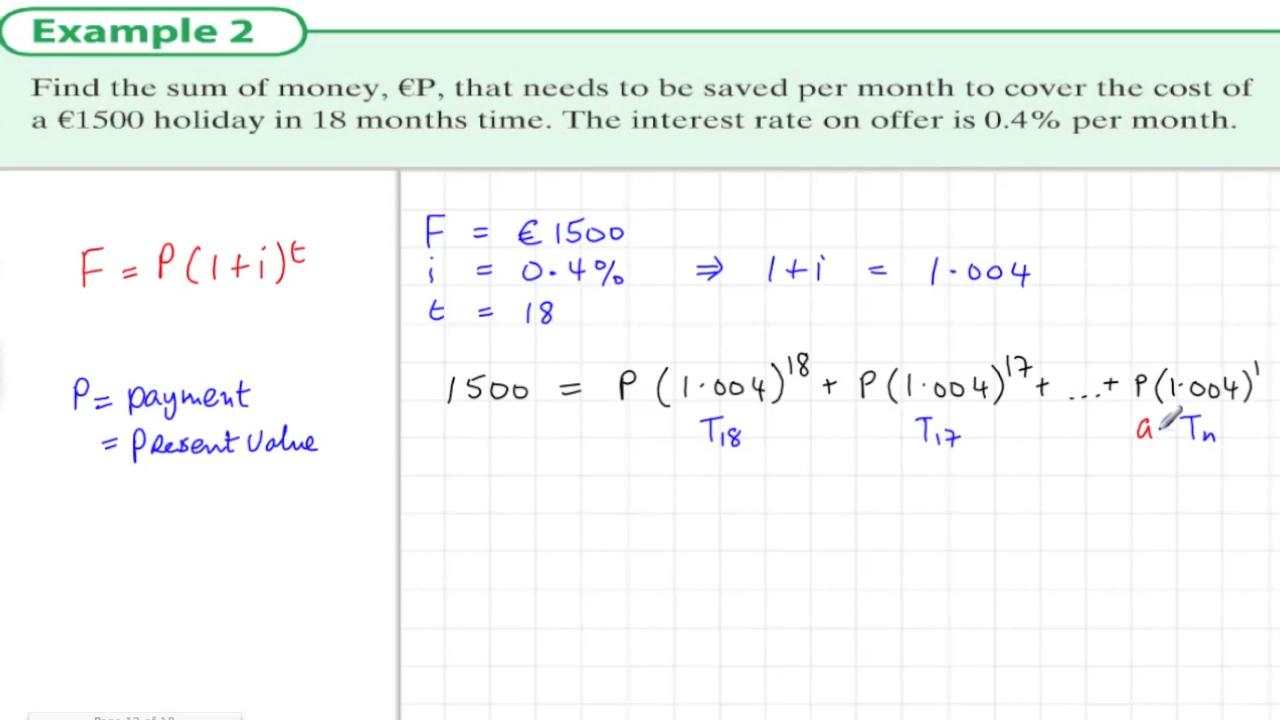 Example 2
Find the sum of money, €P, that needs to be saved per month to cover the cost of
a €1500 holiday in 18 months time. The interest rate on offer is 0.4% per month.
F = P(1+i)^t
P = payment
= Present Value
F = € 1500
i = 0.4% ⇒ 1+i = 1.004
t = 18
1500 = P(1.004)^18 + P(1.004)^17 + ... + P(1.004)^1
T18 T17 a Tn